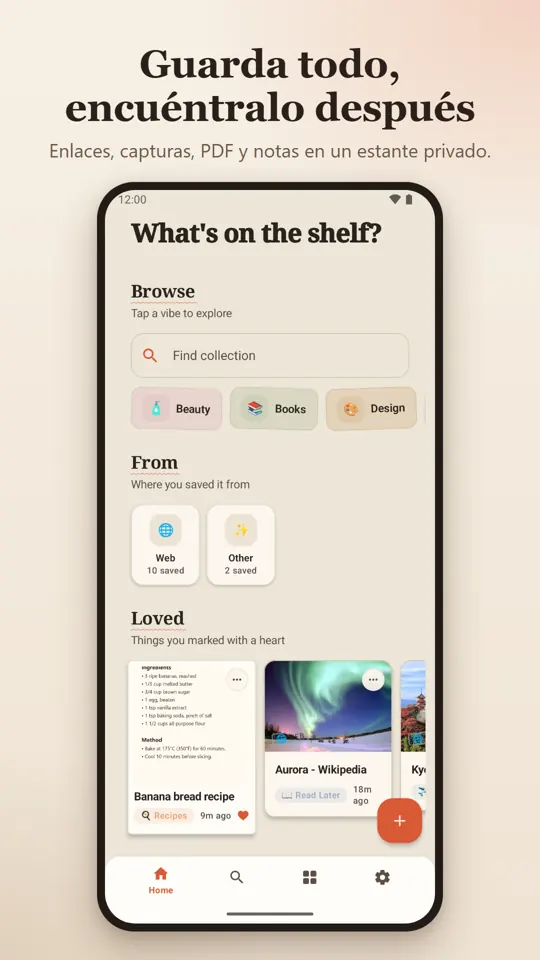 Guarda todo,
encuéntralo después
Enlaces, capturas, PDF y notas en un estante privado.
12:00
What's on the shelf?
Browse
Tap a vibe to explore
Find collection
Beauty
Books
Design
From
Where you saved it from
Web
10 saved
Other
2 saved
Loved
Things you marked with a heart
Ingredients
• 3 ripe bananas, mashed
• 1/3 cup melted butter
• 3/4 cup brown sugar
• 1 egg, beaten
• 1 tsp vanilla extract
• 1 tsp baking soda, pinch of salt
• 1 1/2 cups all-purpose flour
Method
• Bake at 175°C (350°F) for 60 minutes.
• Cool 10 minutes before slicing.
Banana bread recipe
Recipes
9m ago
Aurora - Wikipedia
Read Later
18m
ago
Kyo
Home